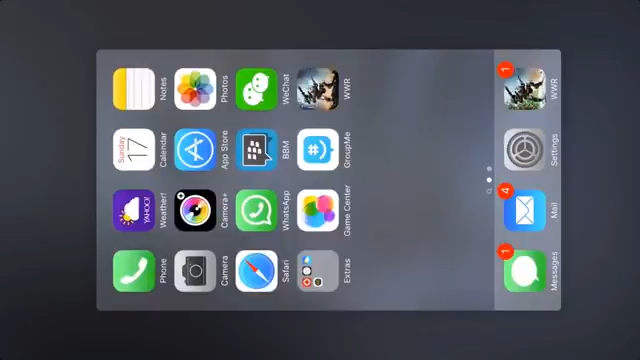 YAHOO!
Sunday
17
Phone Weather! Calendar Notes
Camera Camera+ App Store Photos
Safari WhatsApp BBM WeChat
Extras Game Center GroupMe WWR
1 4 1
Messages Mail Settings WWR